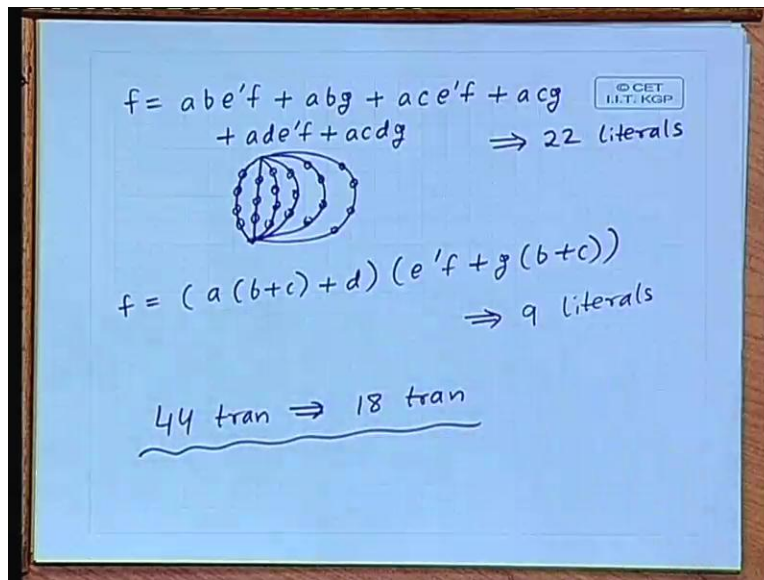 f = abe'f + abg + ace'f + acg
© CET
I.I.T. KGP
+ ade'f + acdg ⇒ 22 literals
f = (a(b+c)+d)(e'f+g(b+c))
⇒ 9 literals
44 tran ⇒ 18 tran